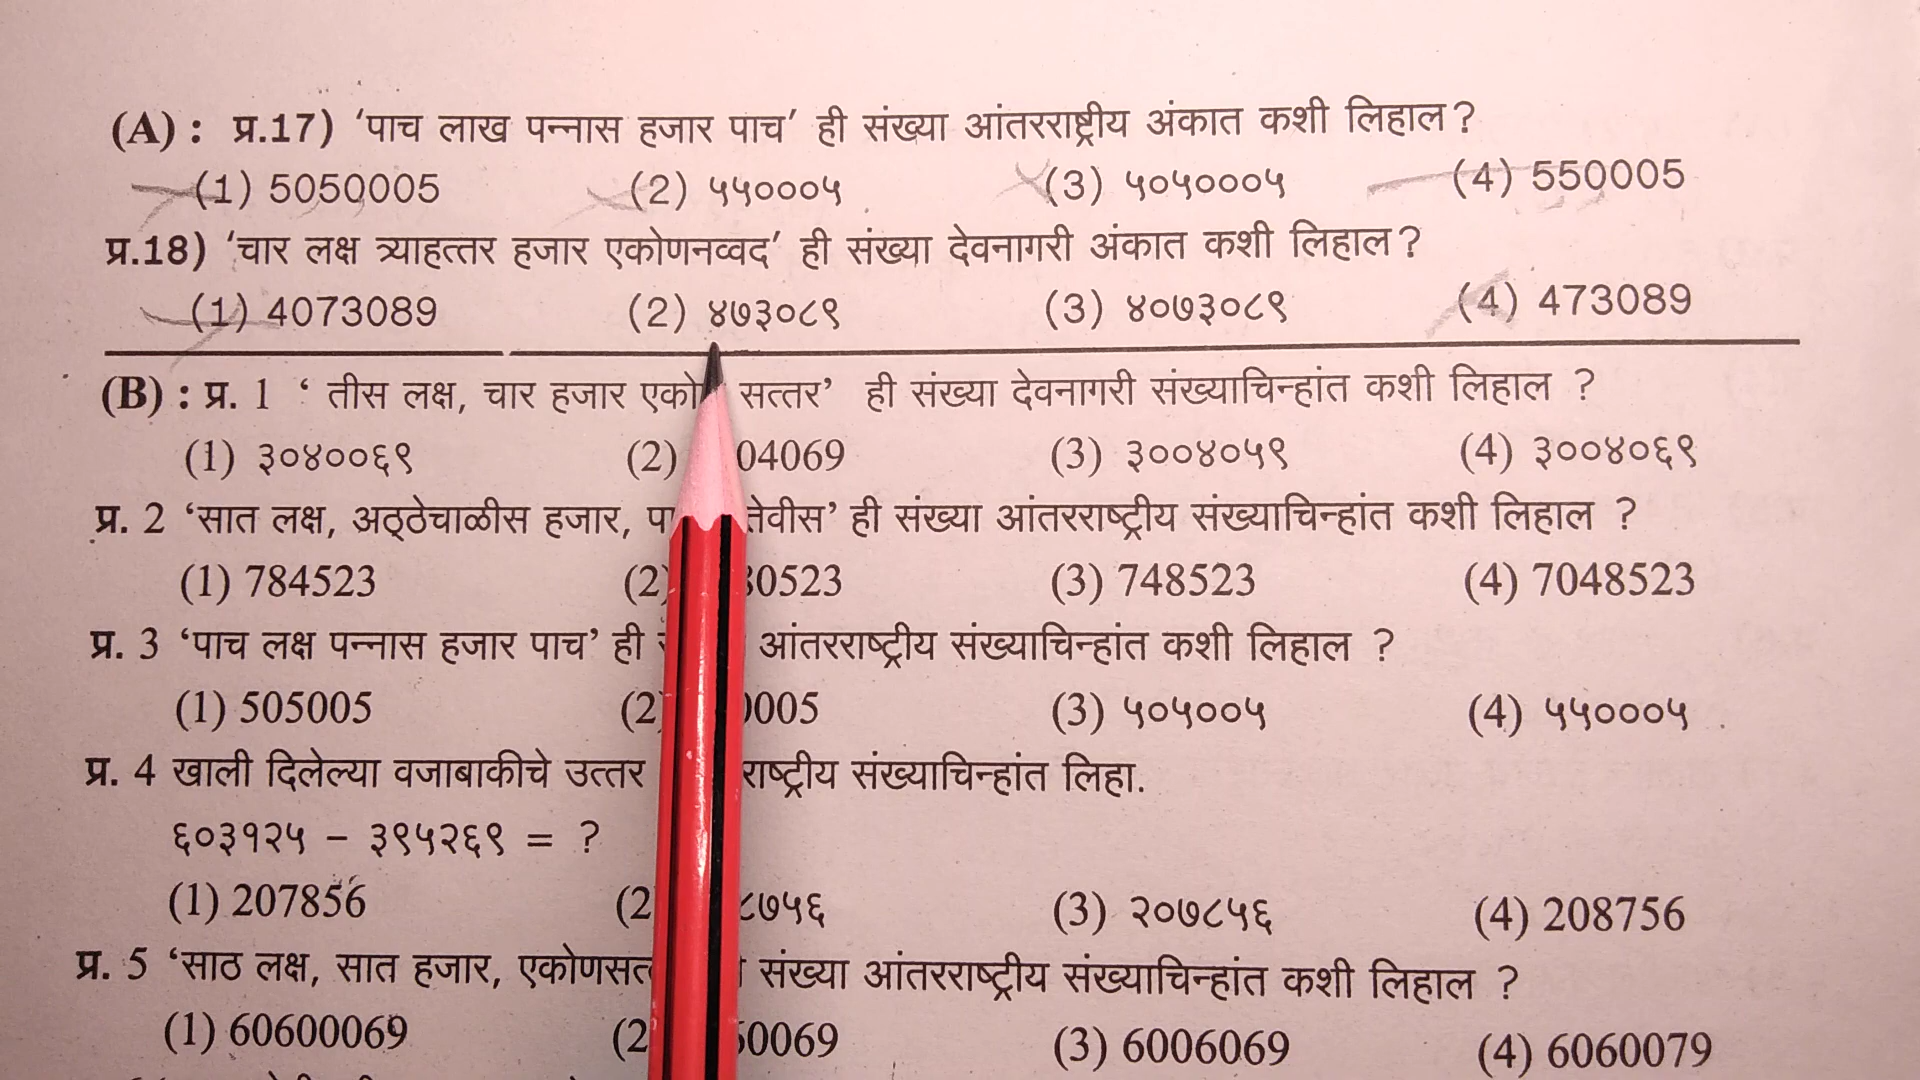 (A) : प्र.17) 'पाच लाख पन्नास हजार पाच' ही संख्या आंतरराष्ट्रीय अंकात कशी लिहाल?
(1) 5050005 (2) ५५०००५ (3) ५०५०००५ (4) 550005
प्र.18) 'चार लक्ष त्र्याहत्तर हजार एकोणनव्वद' ही संख्या देवनागरी अंकात कशी लिहाल?
(1) 4073089 (2) ४७३०८९ (3) ४०७३०८९ (4) 473089
(B) : प्र. 1 ' तीस लक्ष, चार हजार सत्तर' ही संख्या देवनागरी संख्याचिन्हांत कशी लिहाल ?
(1) ३०४००६९ (2) 04069 (3) ३००४०५९ (4) ३००४०६९
प्र. 2 'सात लक्ष, अठ्ठेचाळीस हजार, ही संख्या आंतरराष्ट्रीय संख्याचिन्हांत कशी लिहाल ?
(1) 784523 (2) 0523 (3) 748523 (4) 7048523
प्र. 3 'पाच लक्ष पन्नास हजार पाच' ही आंतरराष्ट्रीय संख्याचिन्हांत कशी लिहाल ?
(1) 505005 (2) 005 (3) ५०५००५ (4) ५५०००५
प्र. 4 खाली दिलेल्या वजाबाकीचे उत्तर राष्ट्रीय संख्याचिन्हांत लिहा.
६०३१२५ – ३९५२६९ = ?
(1) 207856 (2 ८७५६ (3) २०७८५६ (4) 208756
प्र. 5 'साठ लक्ष, सात हजार, संख्या आंतरराष्ट्रीय संख्याचिन्हांत कशी लिहाल ?
(1) 60600069 (2 0069 (3) 6006069 (4) 6060079